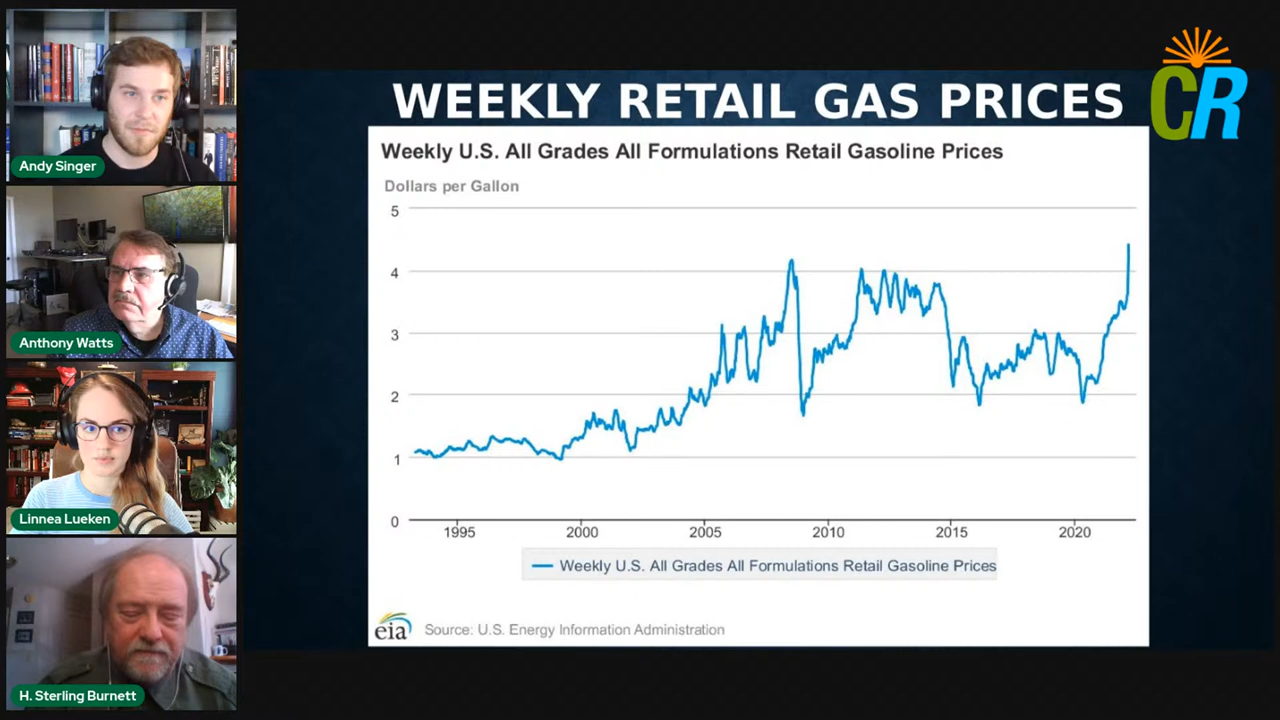 Andy Singer
Anthony Watts
Linnea Lueken
H. Sterling Burnett
CR
WEEKLY RETAIL GAS PRICES
Weekly U.S. All Grades All Formulations Retail Gasoline Prices
Dollars per Gallon
5
4
3
2
1
0
1995 2000 2005 2010 2015 2020
Weekly U.S. All Grades All Formulations Retail Gasoline Prices
eia Source: U.S. Energy Information Administration